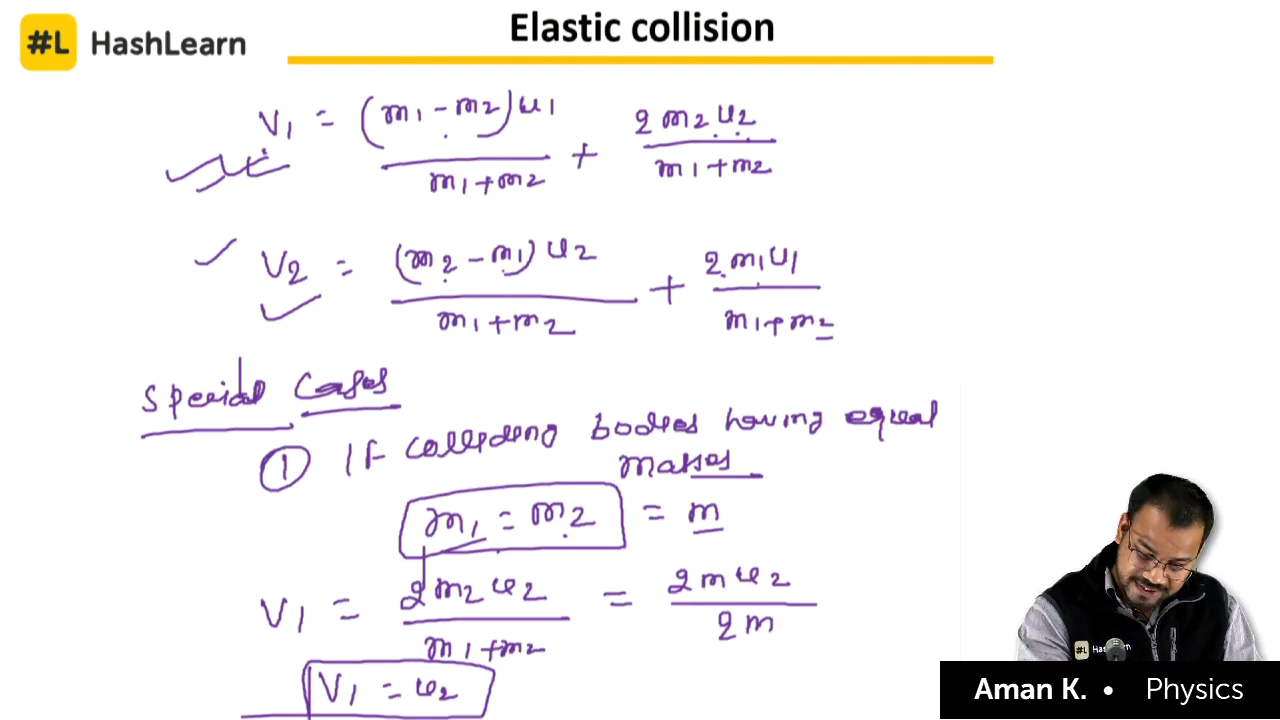 #L HashLearn
Elastic collision
V1 = (m1 - m2)u1 / m1+m2 + 2m2u2 / m1+m2
V2 = (m2 - m1)u2 / m1+m2 + 2m1u1 / m1+m2
Special Cases
① If colliding bodies having equal
masses
m1 = m2 = m
V1 = 2m2u2 / m1+m2 = 2mu2 / 2m
V1 = u2
#L Has
Aman K. • Physics